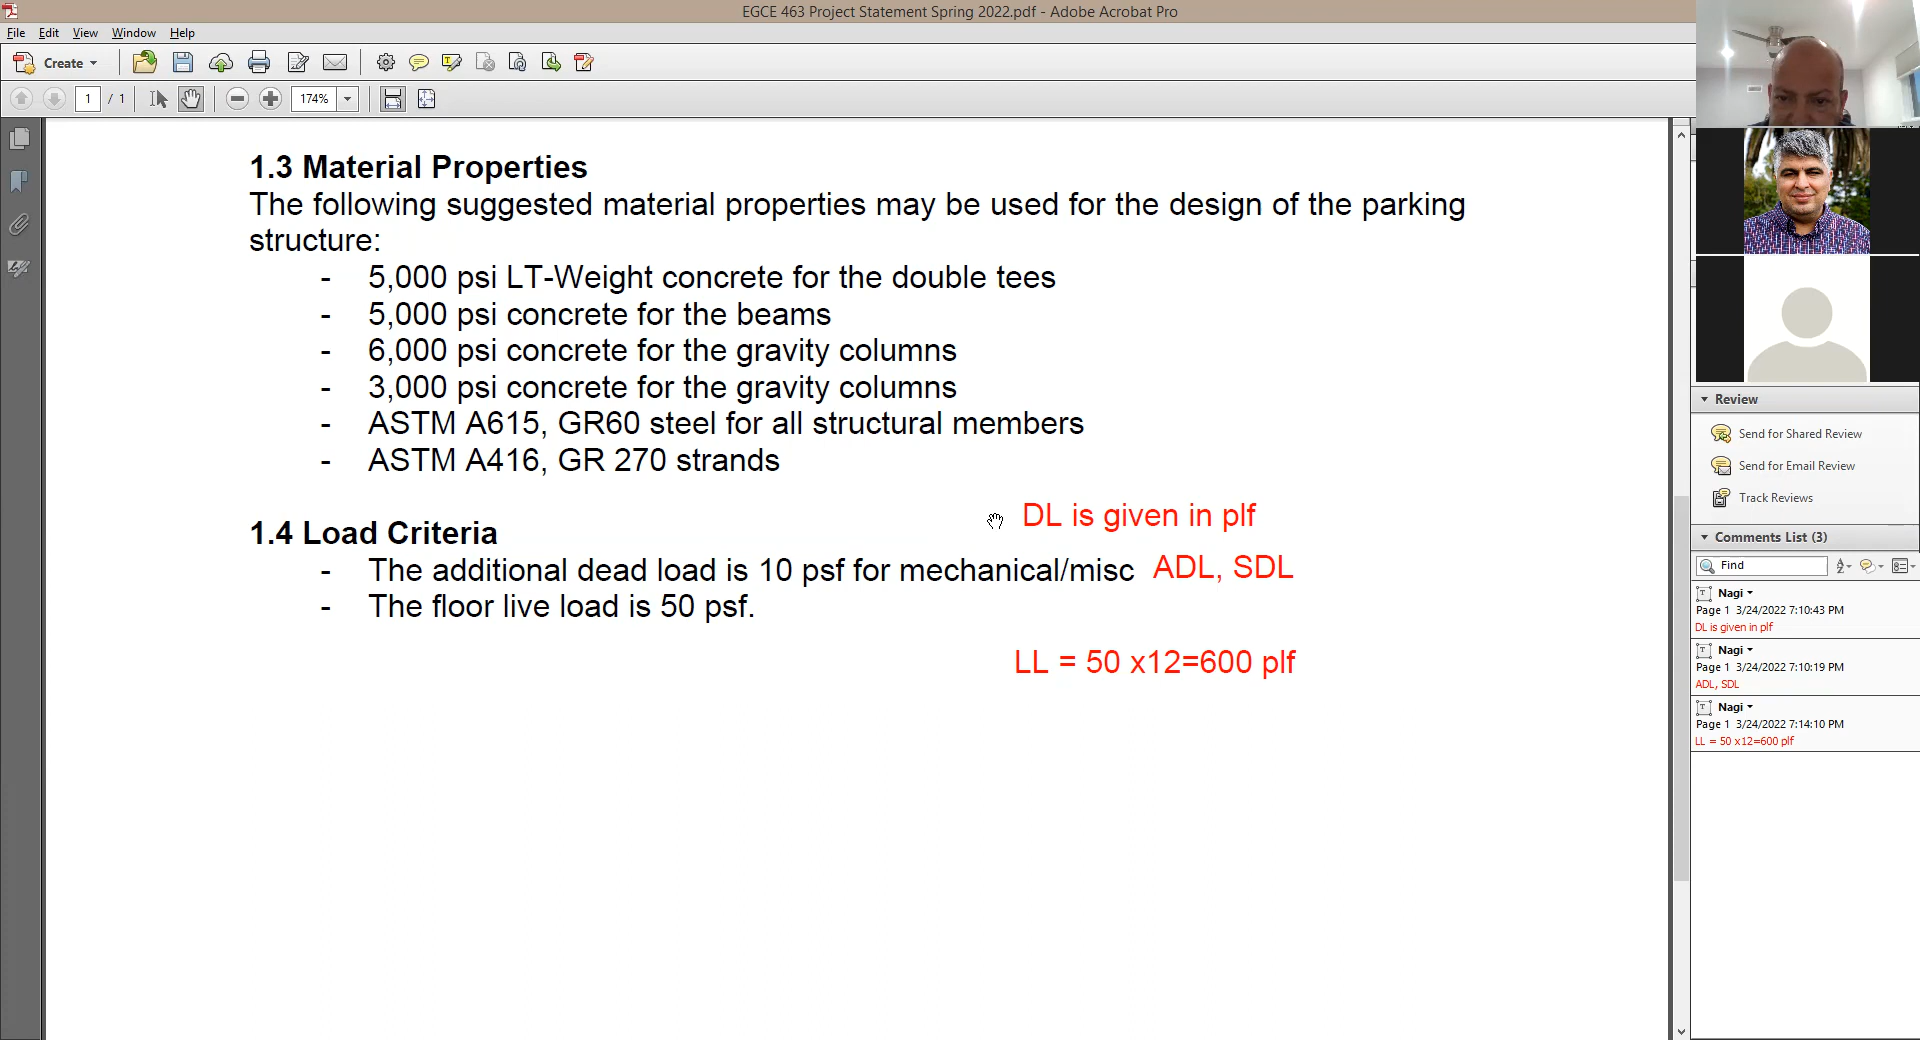 EGCE 463 Project Statement Spring 2022.pdf - Adobe Acrobat Pro
File Edit View Window Help
Create
1 / 1 174%
1.3 Material Properties
The following suggested material properties may be used for the design of the parking
structure:
- 5,000 psi LT-Weight concrete for the double tees
- 5,000 psi concrete for the beams
- 6,000 psi concrete for the gravity columns
- 3,000 psi concrete for the gravity columns
- ASTM A615, GR60 steel for all structural members
- ASTM A416, GR 270 strands
DL is given in plf
1.4 Load Criteria
- The additional dead load is 10 psf for mechanical/misc ADL, SDL
- The floor live load is 50 psf.
LL = 50 x12=600 plf
Review
Send for Shared Review
Send for Email Review
Track Reviews
Comments List (3)
Find
T Nagi
Page 1 3/24/2022 7:10:43 PM
DL is given in plf
T Nagi
Page 1 3/24/2022 7:10:19 PM
ADL, SDL
T Nagi
Page 1 3/24/2022 7:14:10 PM
LL = 50 x12=600 plf